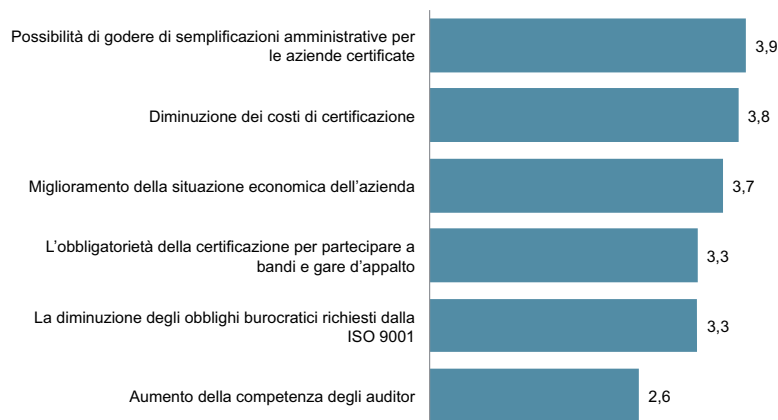 Possibilità di godere di semplificazioni amministrative per
le aziende certificate
3,9
Diminuzione dei costi di certificazione
3,8
Miglioramento della situazione economica dell’azienda
3,7
L’obbligatorietà della certificazione per partecipare a
bandi e gare d’appalto
3,3
La diminuzione degli obblighi burocratici richiesti dalla
ISO 9001
3,3
Aumento della competenza degli auditor
2,6